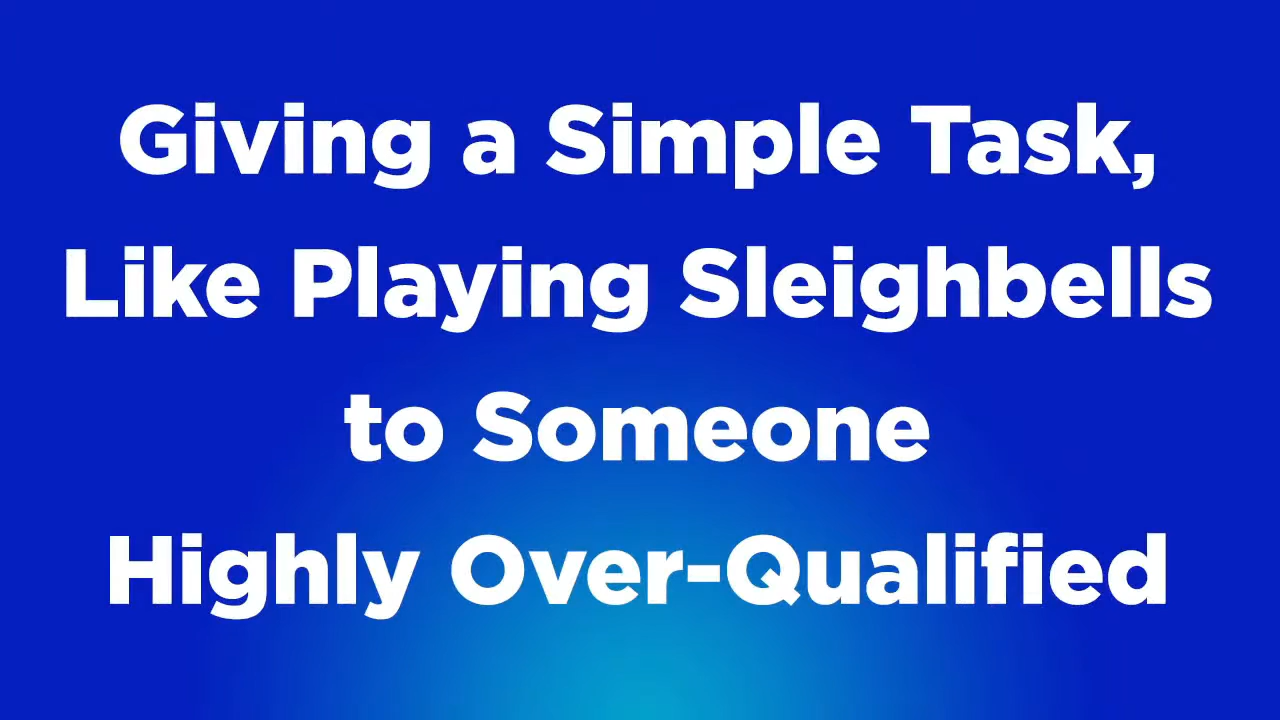 Giving a Simple Task,
Like Playing Sleighbells
to Someone
Highly Over-Qualified